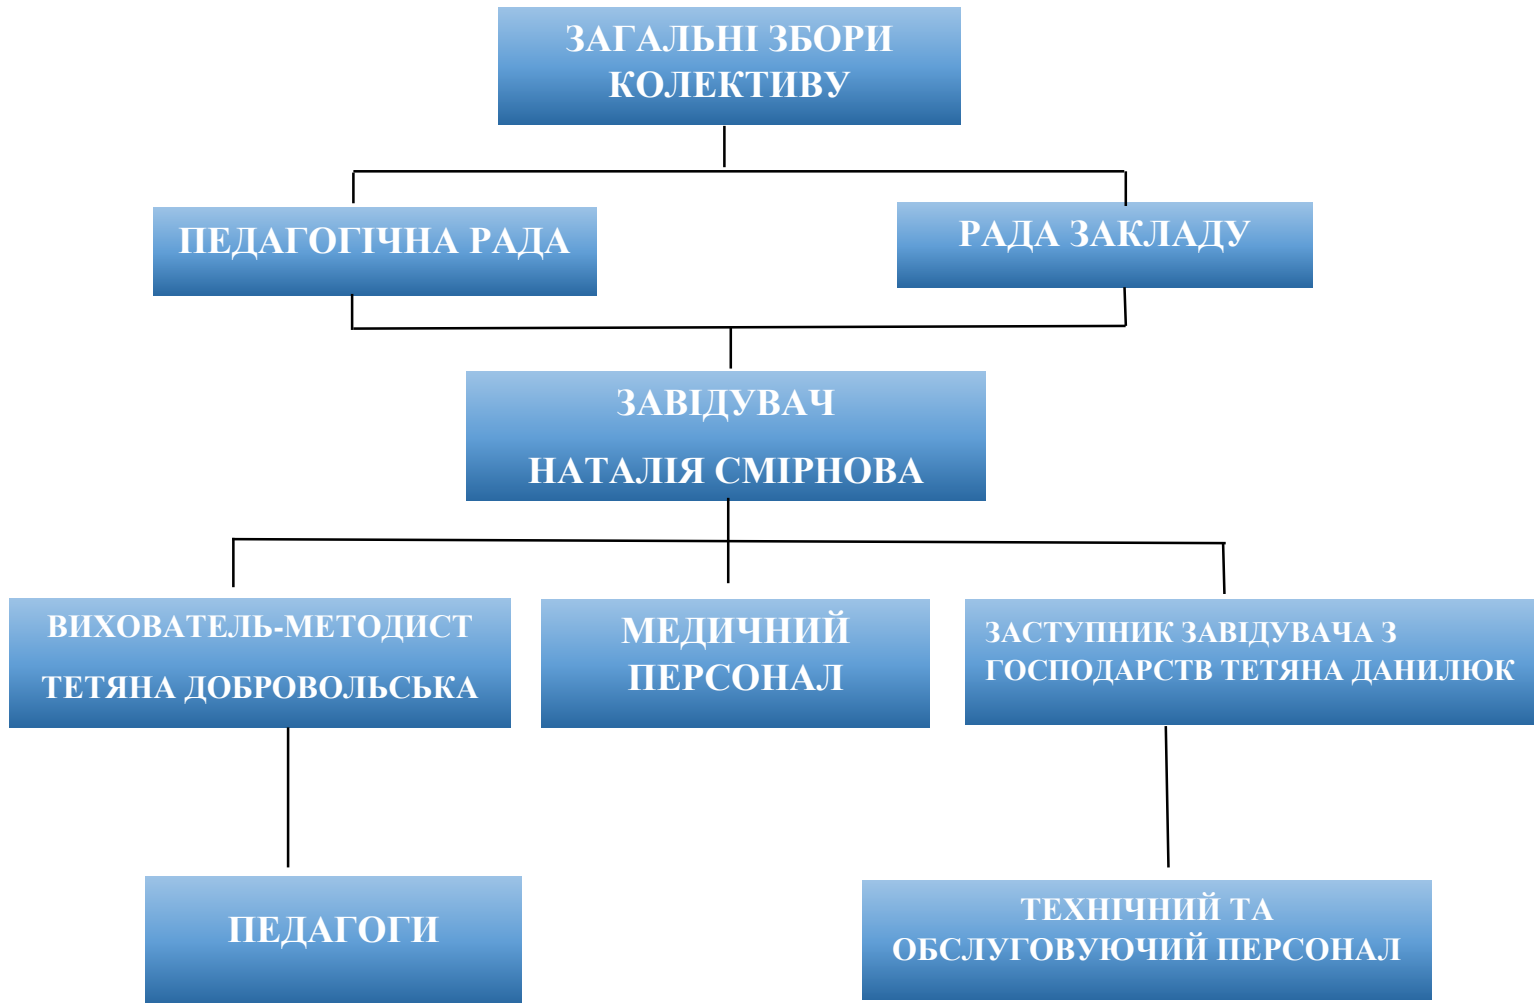 ЗАГАЛЬНІ ЗБОРИ
КОЛЕКТИВУ
ПЕДАГОГІЧНА РАДА
РАДА ЗАКЛАДУ
ЗАВІДУВАЧ
НАТАЛІЯ СМІРНОВА
ВИХОВАТЕЛЬ-МЕТОДИСТ
ТЕТЯНА ДОБРОВОЛЬСЬКА
МЕДИЧНИЙ
ПЕРСОНАЛ
ЗАСТУПНИК ЗАВІДУВАЧА З
ГОСПОДАРСТВ ТЕТЯНА ДАНИЛЮК
ПЕДАГОГИ
ТЕХНІЧНИЙ ТА
ОБСЛУГОВУЮЧИЙ ПЕРСОНАЛ